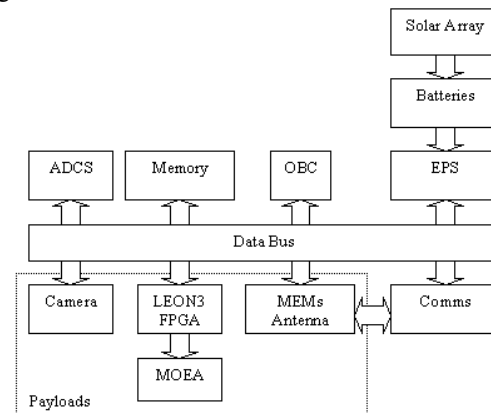 Solar Array
Batteries
ADCS
Memory
OBC
EPS
Data Bus
Camera
LEON3
FPGA
MEMs
Antenna
Comms
MOEA
Payloads